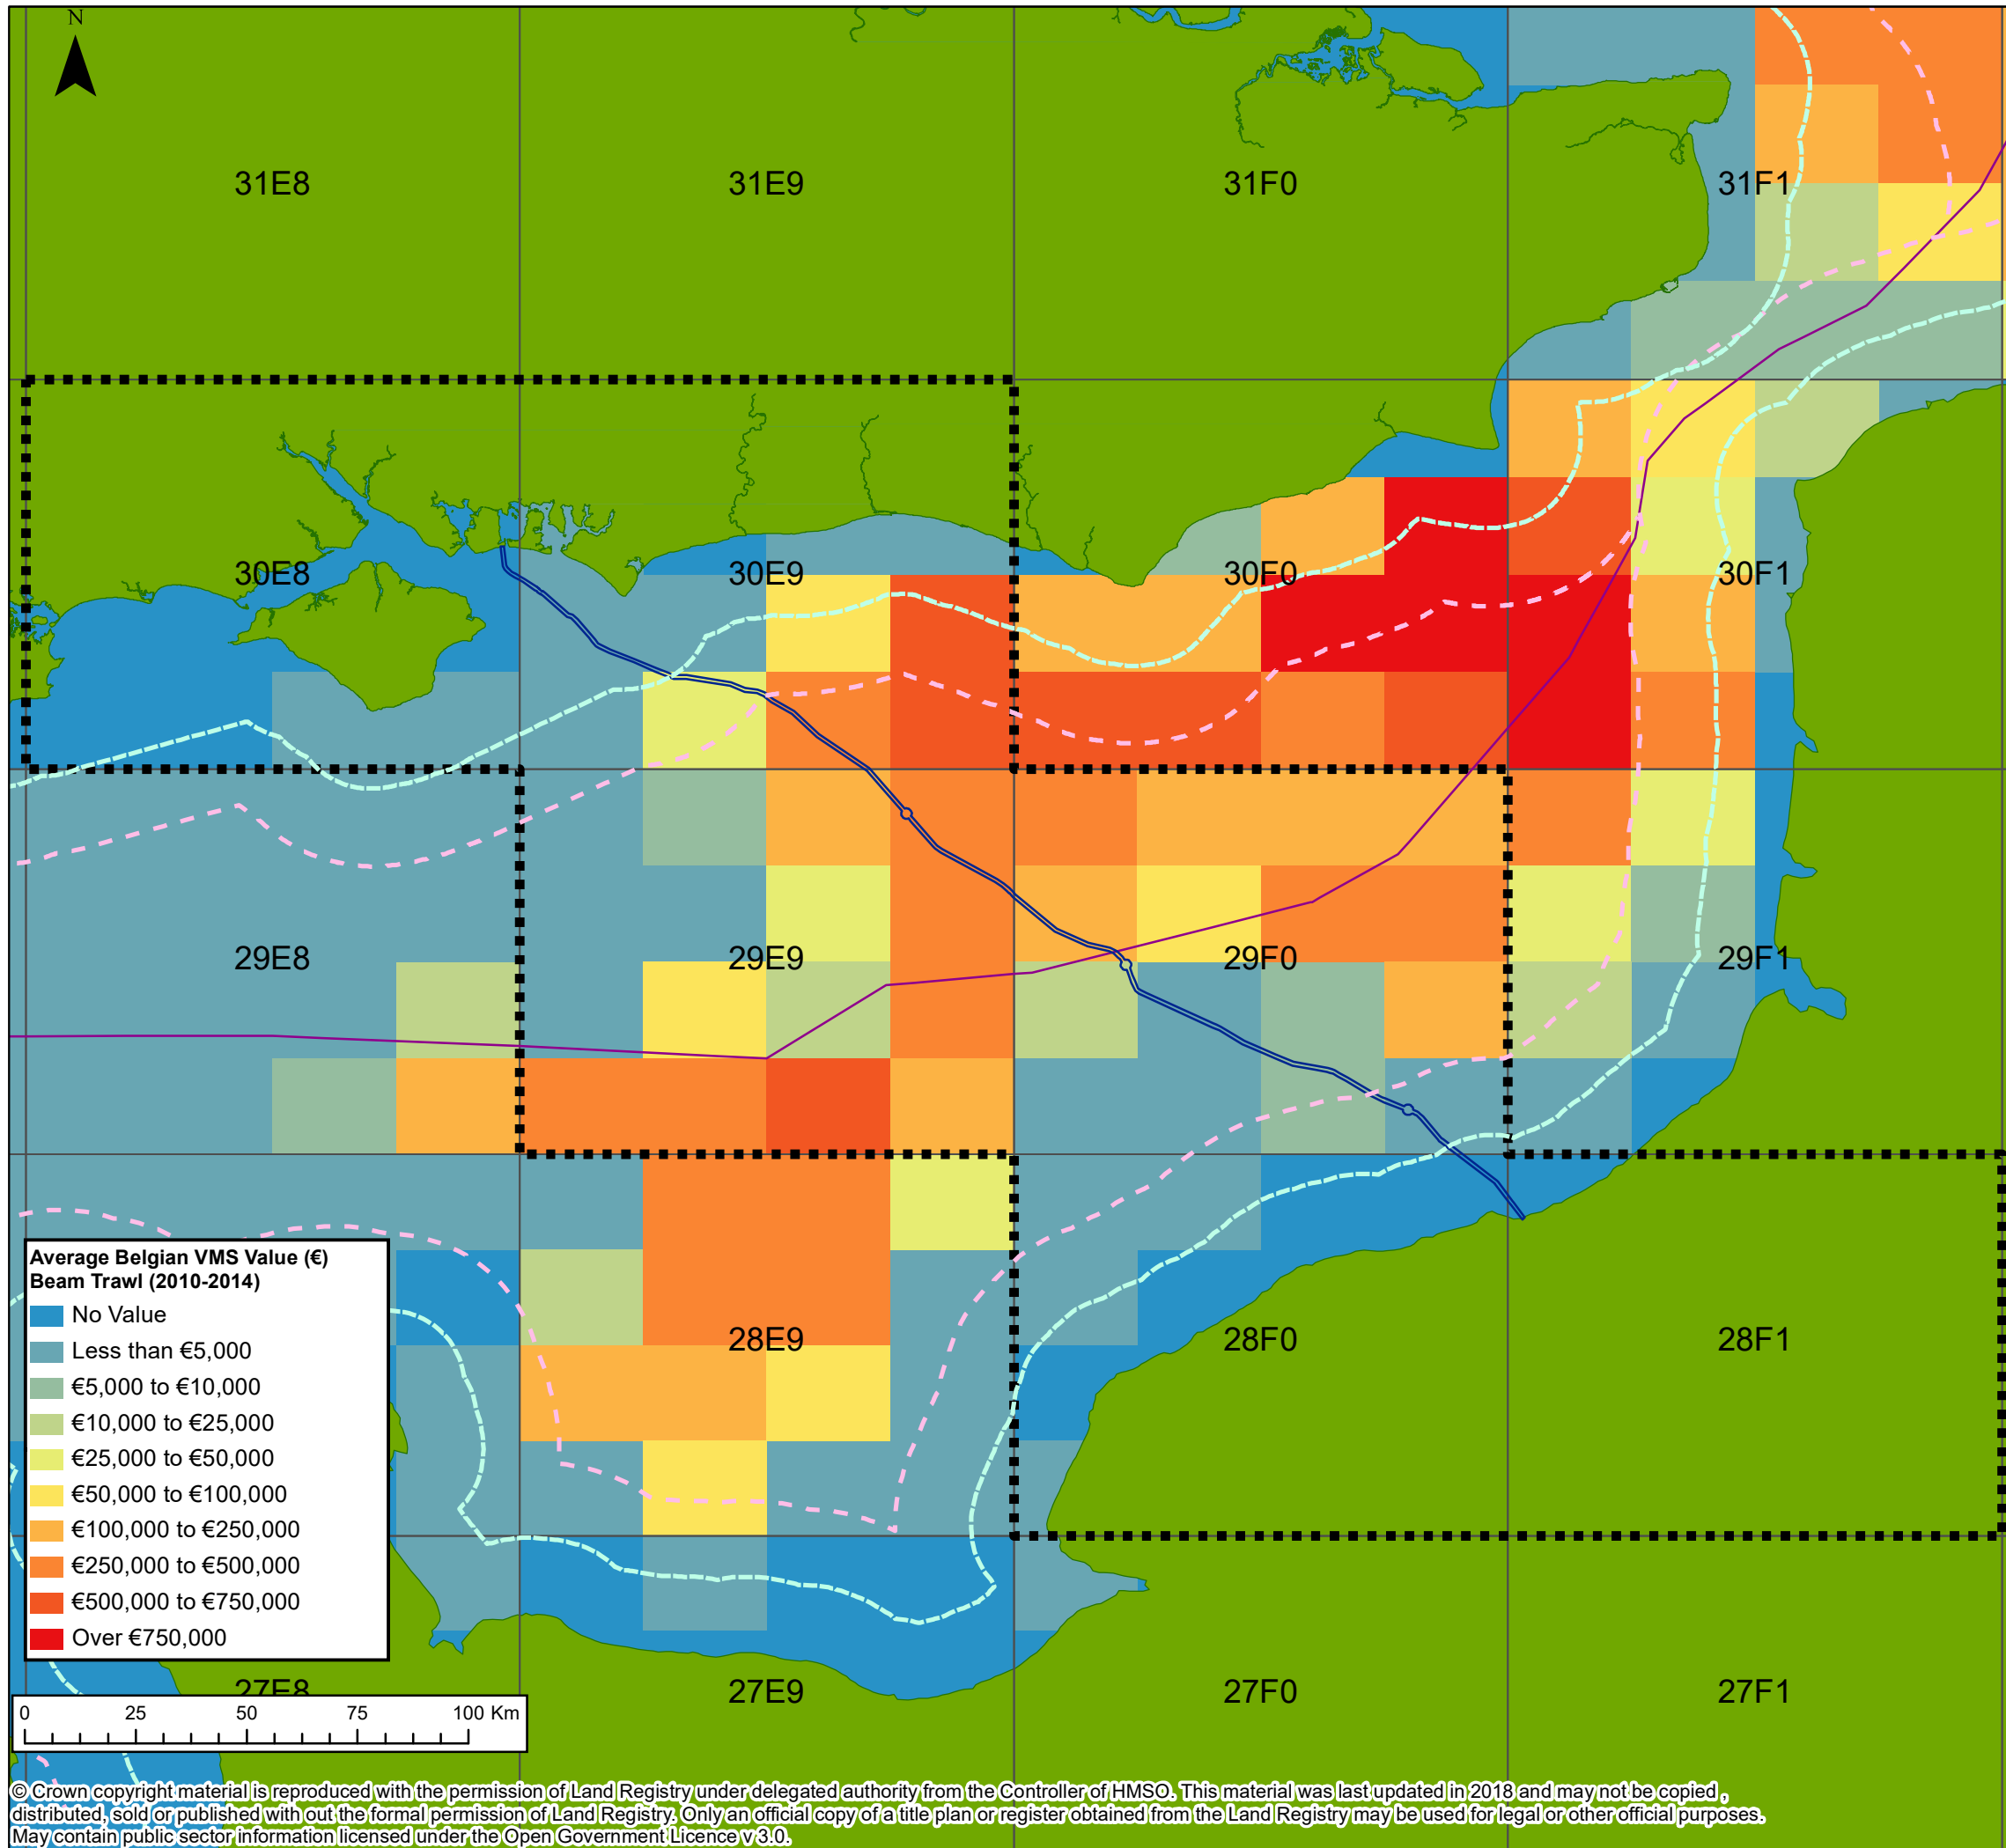 N
31E8
31E9
31F0
31F1
30E8
30E9
30F0
30F1
29E8
29E9
29F0
29F1
28E9
28F0
28F1
27E8
27E9
27F0
27F1
Average Belgian VMS Value (€)
Beam Trawl (2010-2014)
No Value
Less than €5,000
€5,000 to €10,000
€10,000 to €25,000
€25,000 to €50,000
€50,000 to €100,000
€100,000 to €250,000
€250,000 to €500,000
€500,000 to €750,000
Over €750,000
0 25 50 75 100 Km
© Crown copyright material is reproduced with the permission of Land Registry under delegated authority from the Controller of HMSO. This material was last updated in 2018 and may not be copied ,
distributed, sold or published with out the formal permission of Land Registry. Only an official copy of a title plan or register obtained from the Land Registry may be used for legal or other official purposes.
May contain public sector information licensed under the Open Government Licence v 3.0.